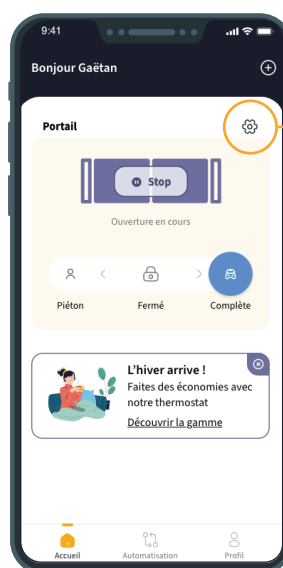 9:41
Bonjour Gaëtan
Portail
Stop
Ouverture en cours
Piéton Fermé Complète
L'hiver arrive !
Faites des économies avec
notre thermostat
Découvrir la gamme
Accueil Automatisation Profil